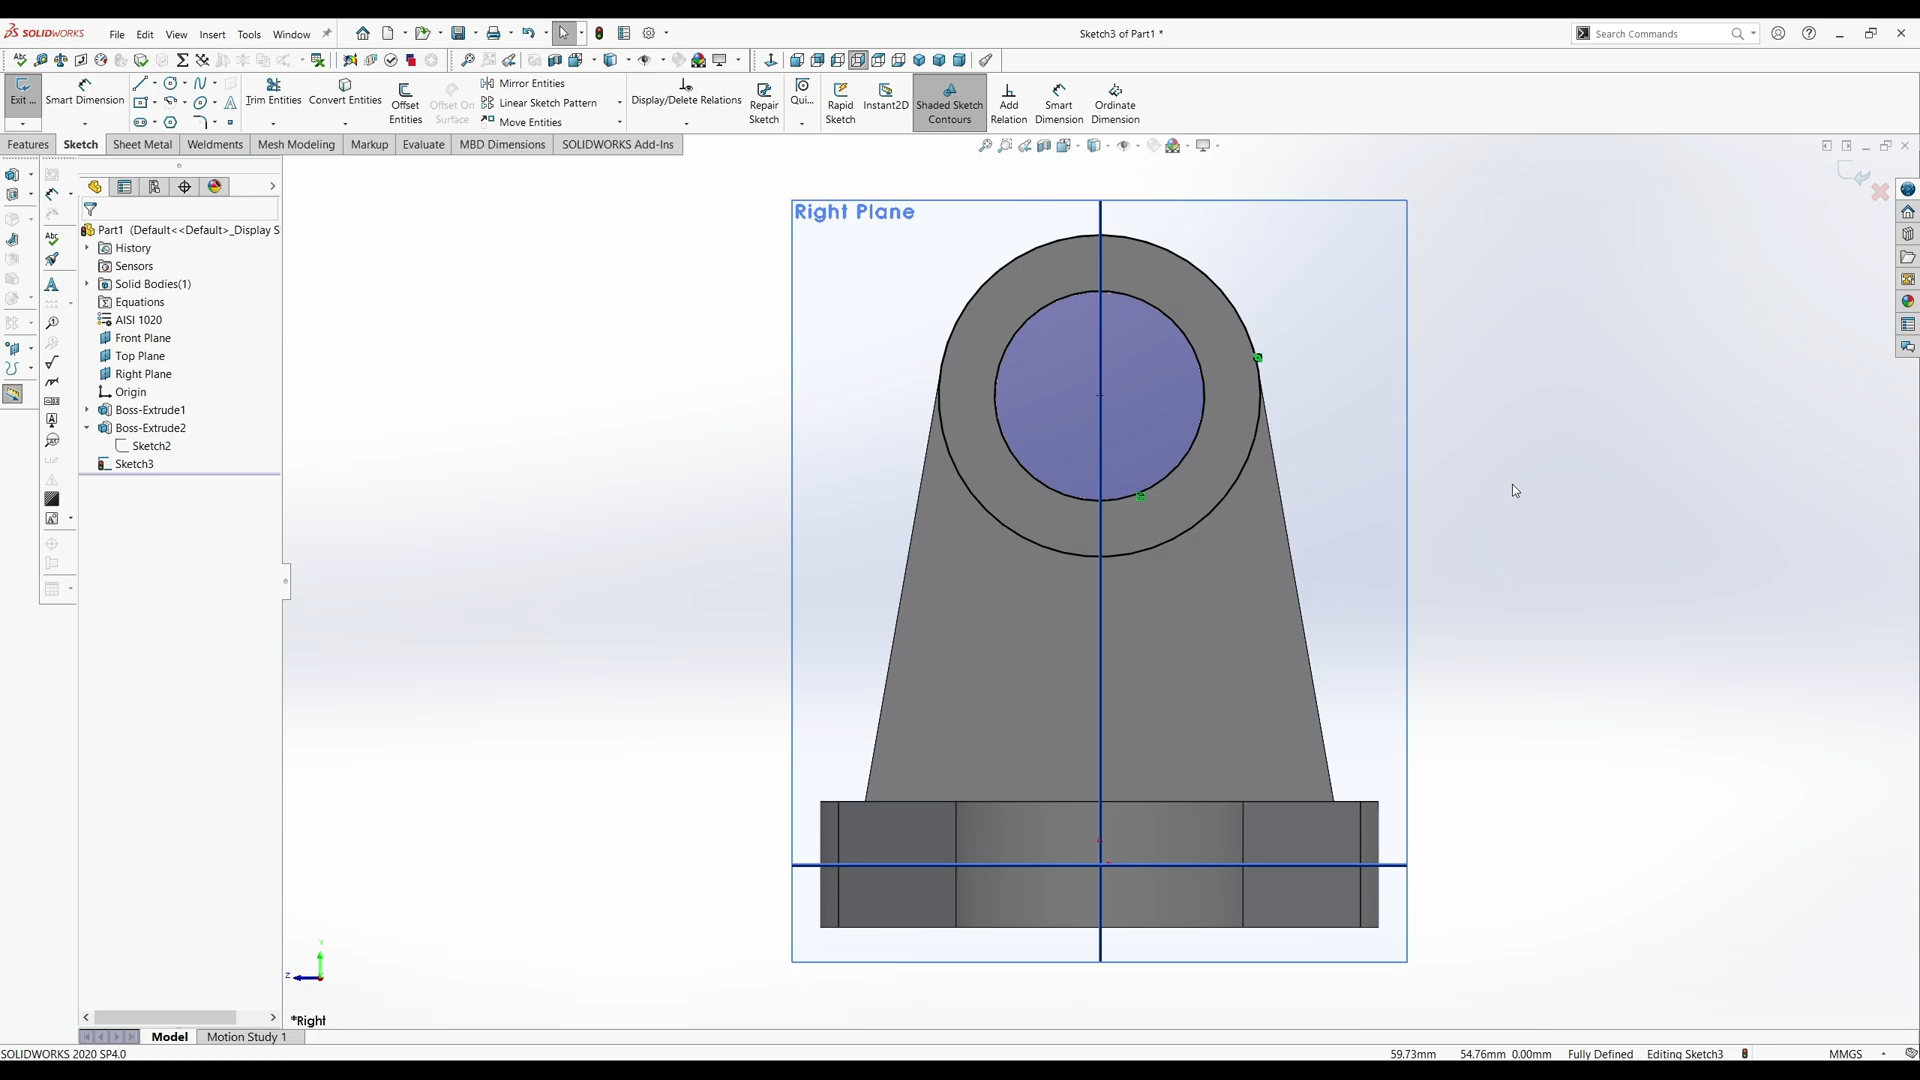 SOLIDWORKS
File Edit View Insert Tools Window
Sketch3 of Part1 *
Search Commands
Exit ...
Smart Dimension
Trim Entities
Convert Entities
Offset Entities
Offset On Surface
Mirror Entities
Linear Sketch Pattern
Move Entities
Display/Delete Relations
Repair Sketch
Qui...
Rapid Sketch
Instant2D
Shaded Sketch Contours
Add Relation
Smart Dimension
Ordinate Dimension
Features Sketch Sheet Metal Weldments Mesh Modeling Markup Evaluate MBD Dimensions SOLIDWORKS Add-Ins
Part1 (Default<<Default>_Display S
History
Sensors
Solid Bodies(1)
Equations
AISI 1020
Front Plane
Top Plane
Right Plane
Origin
Boss-Extrude1
Boss-Extrude2
Sketch2
Sketch3
Right Plane
Y
Z
*Right
Model Motion Study 1
SOLIDWORKS 2020 SP4.0
59.73mm 54.76mm 0.00mm Fully Defined Editing Sketch3 MMGS